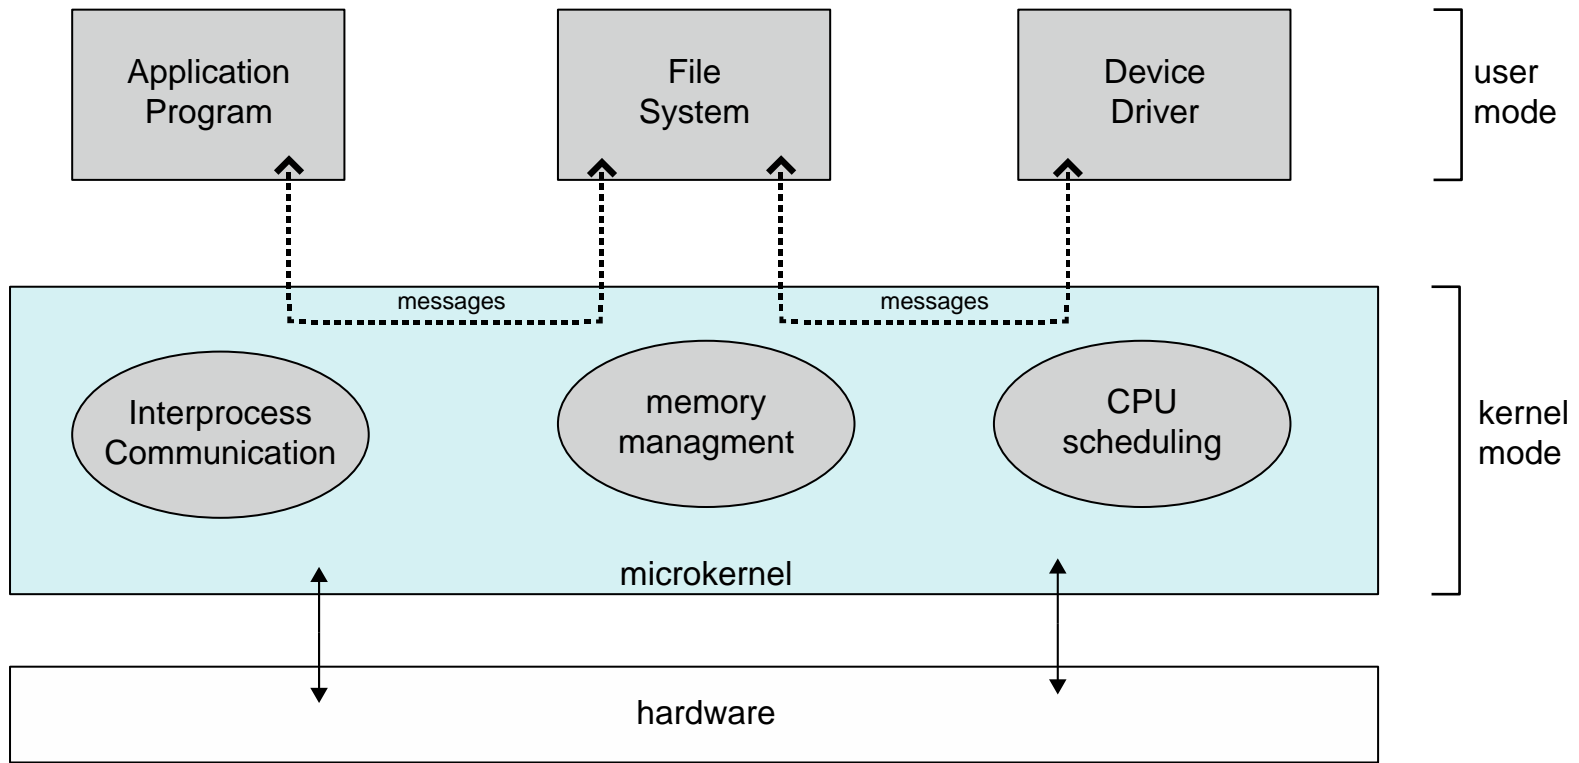 Application
Program
File
System
Device
Driver
user
mode
messages
messages
Interprocess
Communication
memory
managment
CPU
scheduling
kernel
mode
microkernel
hardware